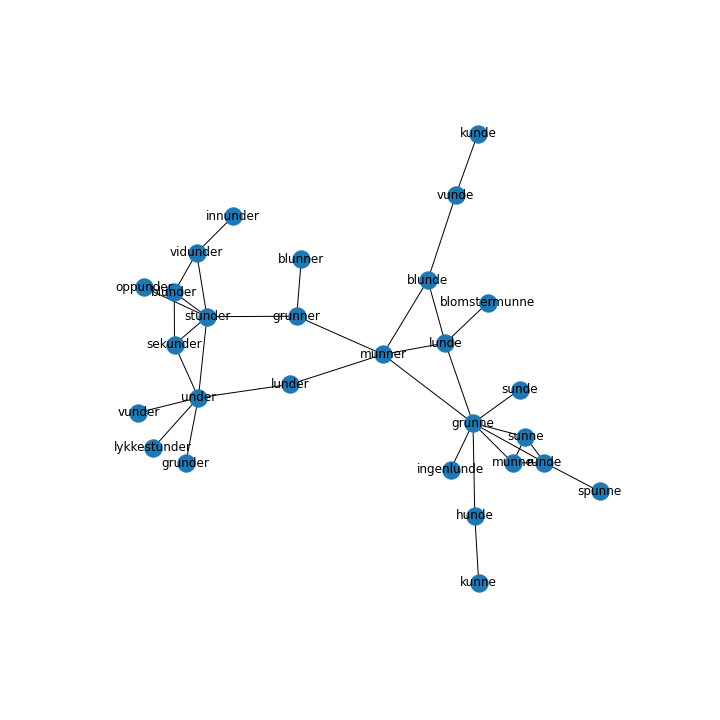 kunde
vunde
innunder
vidunder
blunner
blunde
oppunder
blunder
blomstermunne
stunder
grunner
sekunder
lunde
munner
lunder
sunde
under
vunder
grunne
sunne
lykkestunder
grunder
ingenlunde
munne
runde
spunne
hunde
kunne